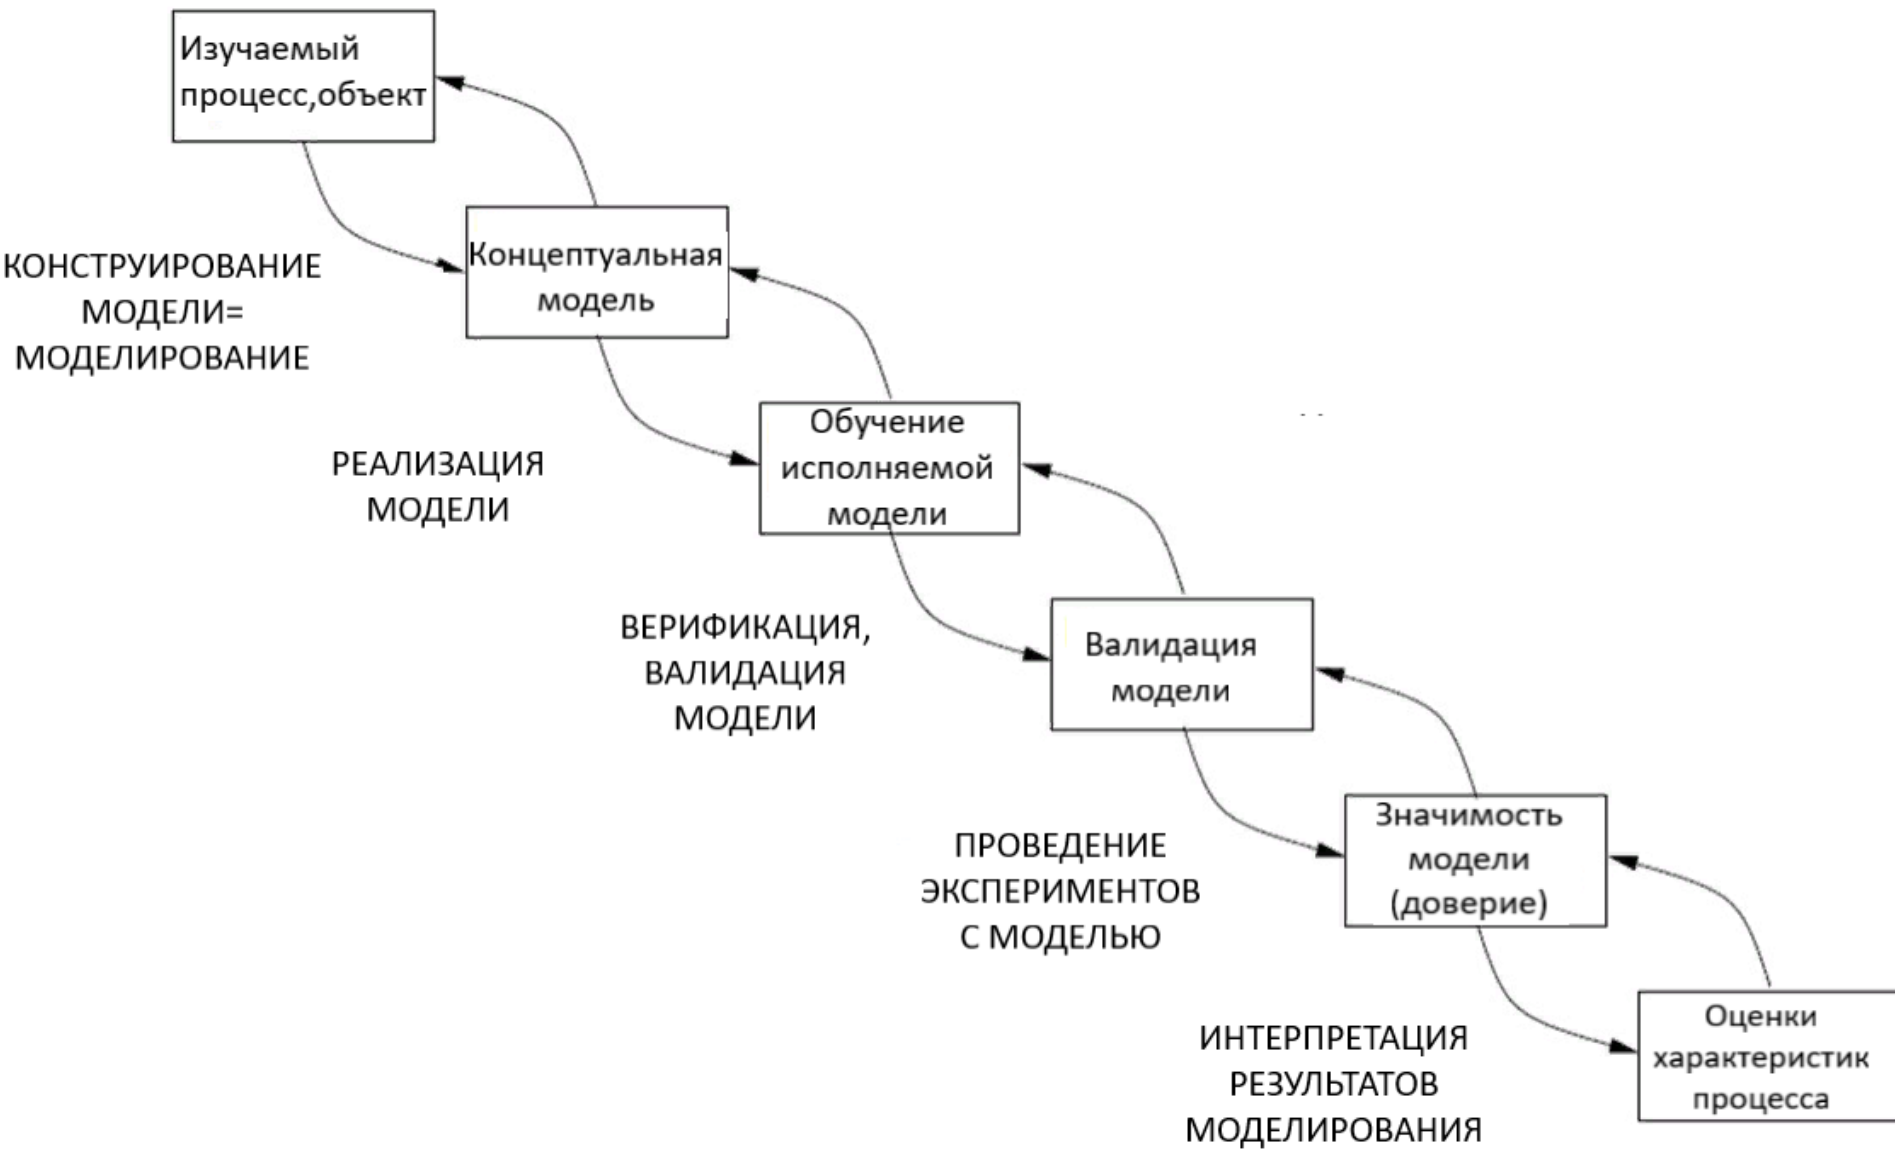 Изучаемый
процесс,объект
КОНСТРУИРОВАНИЕ
МОДЕЛИ=
МОДЕЛИРОВАНИЕ
Концептуальная
модель
РЕАЛИЗАЦИЯ
МОДЕЛИ
Обучение
исполняемой
модели
ВЕРИФИКАЦИЯ,
ВАЛИДАЦИЯ
МОДЕЛИ
Валидация
модели
ПРОВЕДЕНИЕ
ЭКСПЕРИМЕНТОВ
С МОДЕЛЬЮ
Значимость
модели
(доверие)
ИНТЕРПРЕТАЦИЯ
РЕЗУЛЬТАТОВ
МОДЕЛИРОВАНИЯ
Оценки
характеристик
процесса